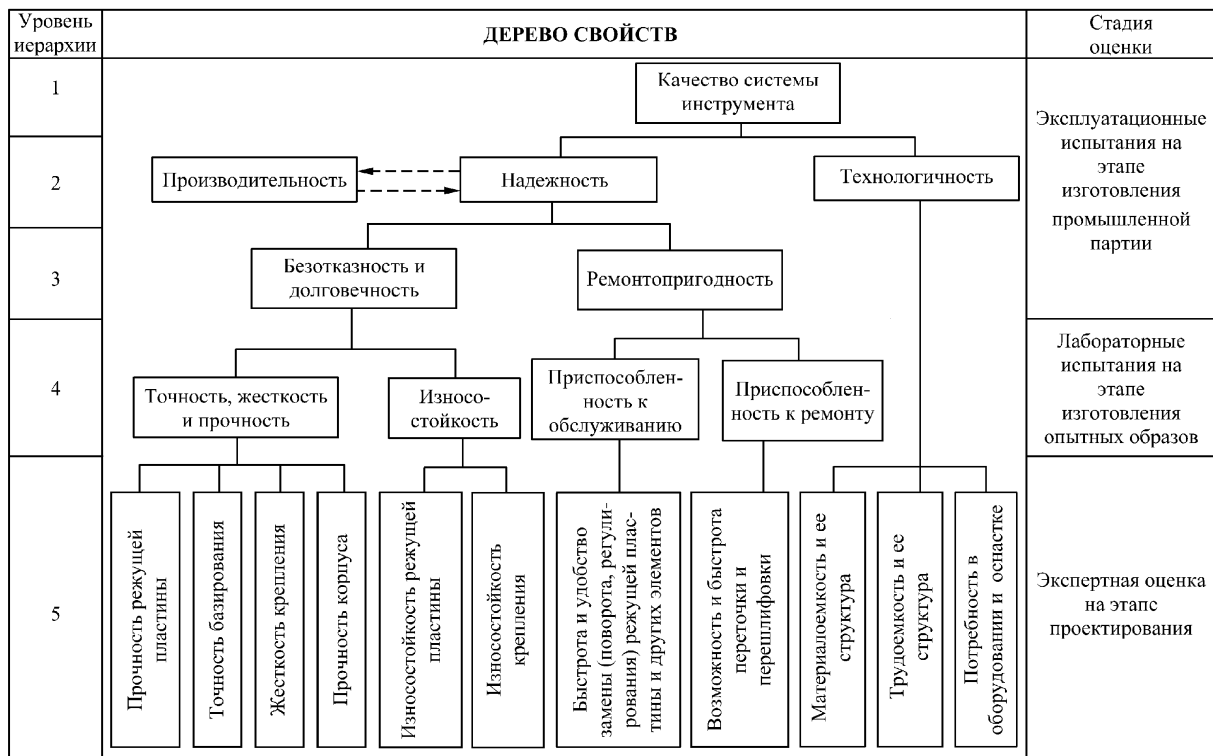 Уровень
иерархии
ДЕРЕВО СВОЙСТВ
Стадия
оценки
1
Качество системы
инструмента
Эксплуатационные
испытания на
этапе
изготовления
промышленной
партии
2
Производительность
Надежность
Технологичность
3
Безотказность и
долговечность
Ремонтопригодность
4
Точность, жесткость
и прочность
Износо-
стойкость
Приспособлен-
ность к
обслуживанию
Приспособлен-
ность к ремонту
Лабораторные
испытания на
этапе
изготовления
опытных образов
5
Прочность режущей
пластины
Точность базирования
Жесткость крепления
Прочность корпуса
Износостойкость режущей
пластины
Износостойкость
крепления
Быстрота и удобство
замены (поворота, регули-
рования) режущей плас-
тины и других элементов
Возможность и быстрота
переточки и
перешлифовки
Материалоемкость и ее
структура
Трудоемкость и ее
структура
Потребность в
оборудовании и оснастке
Экспертная оценка
на этапе
проектирования